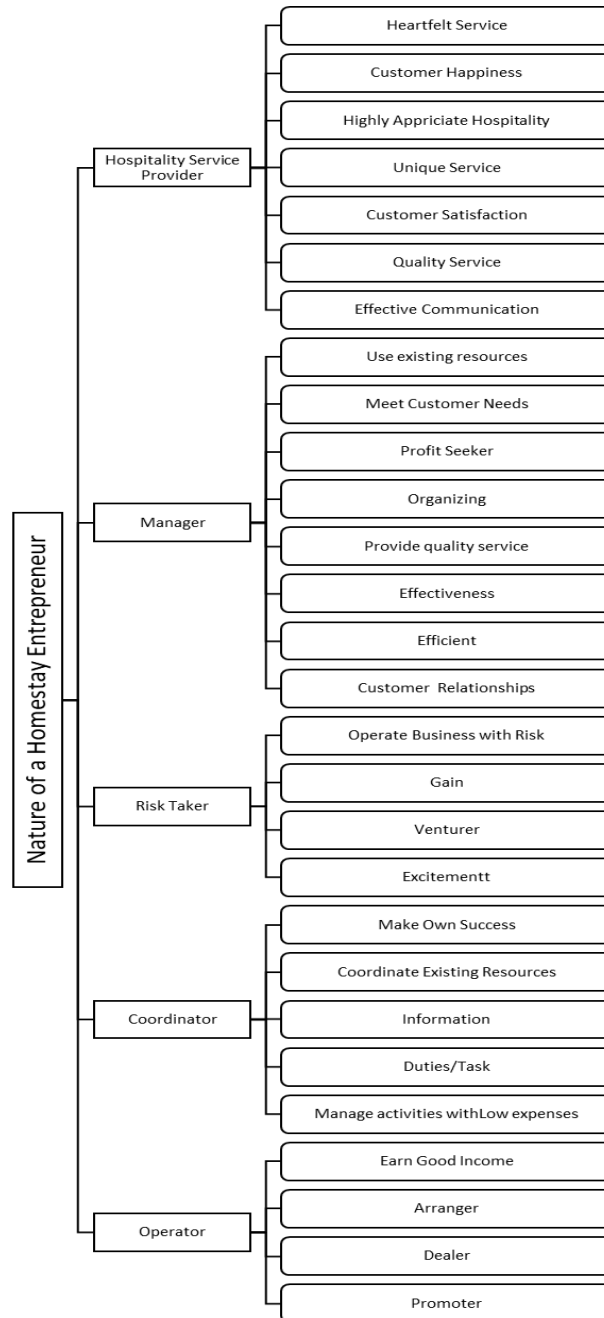 Nature of a Homestay Entrepreneur
Hospitality Service
Provider
Heartfelt Service
Customer Happiness
Highly Appriciate Hospitality
Unique Service
Customer Satisfaction
Quality Service
Effective Communication
Manager
Use existing resources
Meet Customer Needs
Profit Seeker
Organizing
Provide quality service
Effectiveness
Efficient
Customer Relationships
Risk Taker
Operate Business with Risk
Gain
Venturer
Excitementt
Coordinator
Make Own Success
Coordinate Existing Resources
Information
Duties/Task
Manage activities withLow expenses
Operator
Earn Good Income
Arranger
Dealer
Promoter